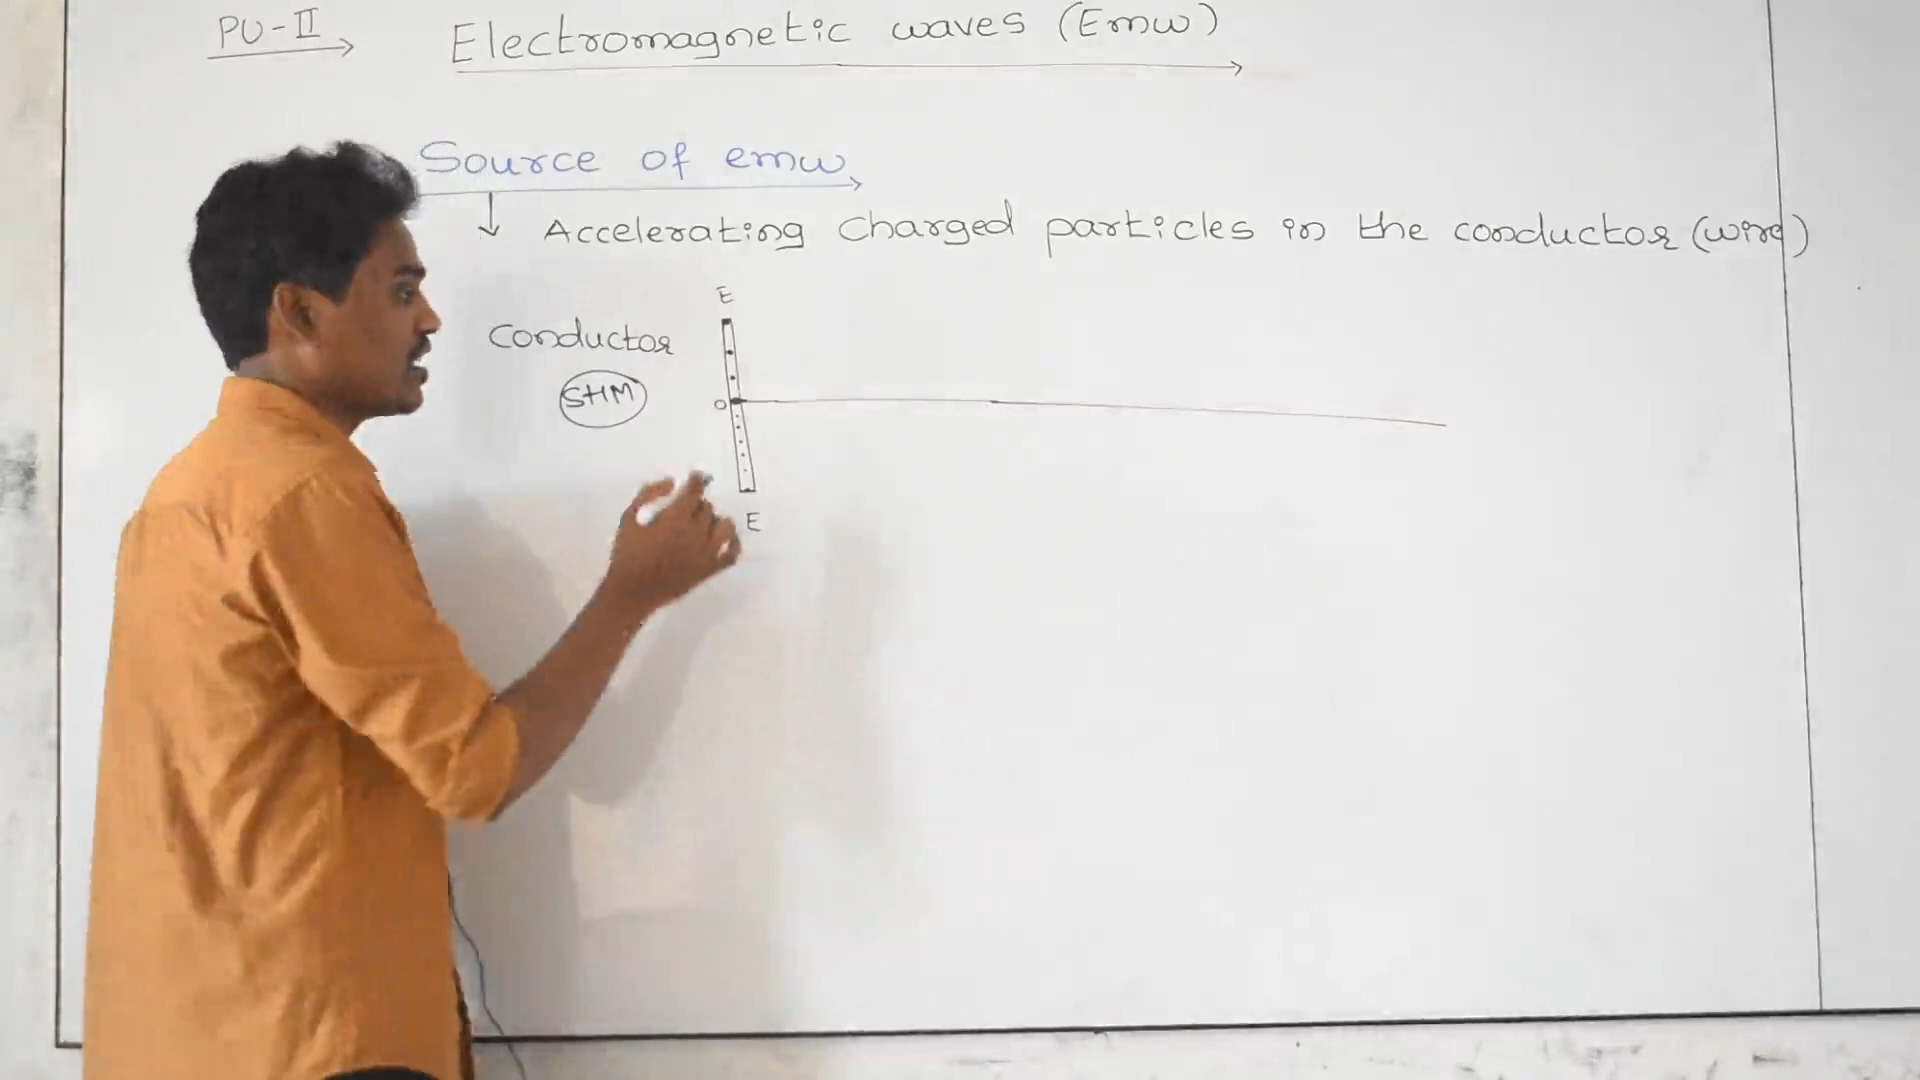 PU-II
Electromagnetic waves (Emw)
Source of emw
Accelerating charged particles in the conductor (wire)
E
conductor
SHM
O
E